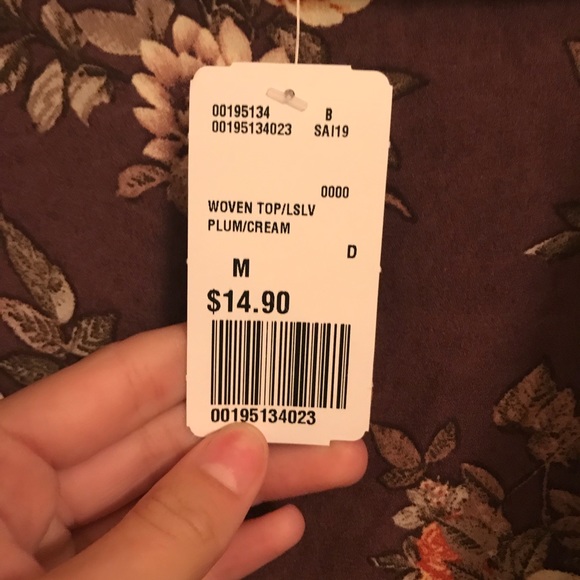 00195134 B
00195134023 SAI19
0000
WOVEN TOP/LSLV
PLUM/CREAM
D
M
$14.90
00195134023